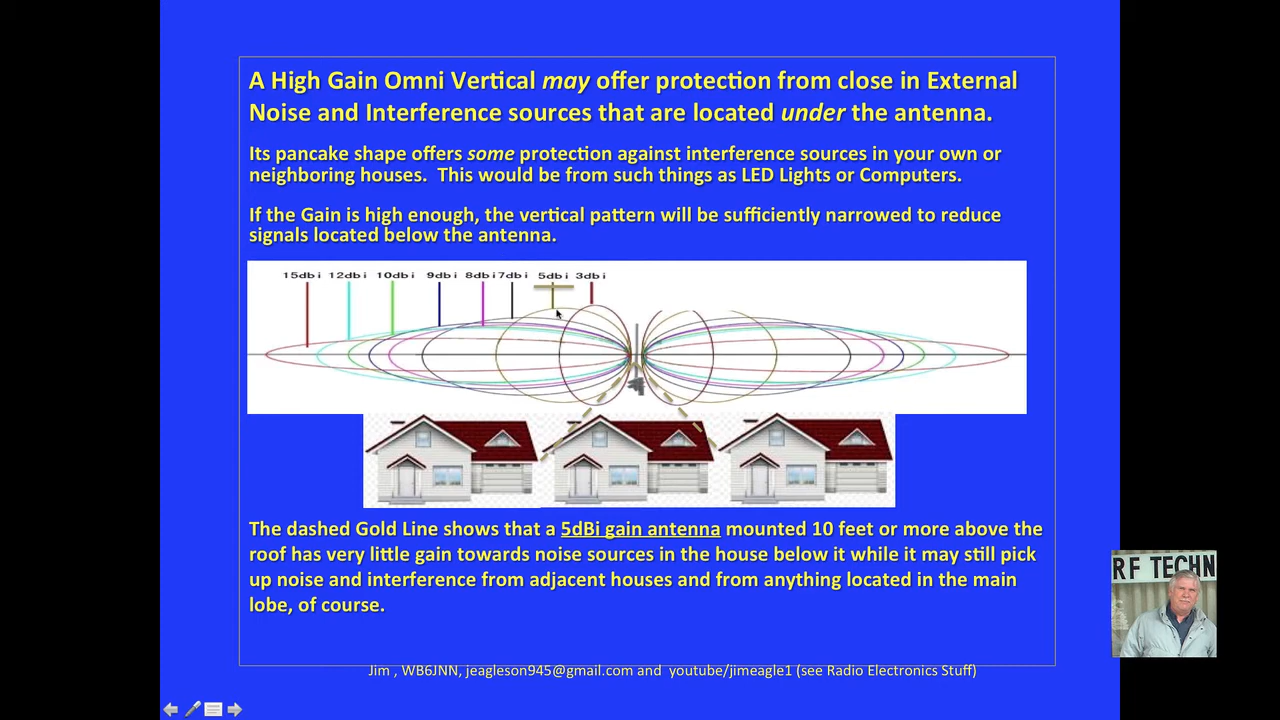 A High Gain Omni Vertical may offer protection from close in External
Noise and Interference sources that are located under the antenna.
Its pancake shape offers some protection against interference sources in your own or
neighboring houses. This would be from such things as LED Lights or Computers.
If the Gain is high enough, the vertical pattern will be sufficiently narrowed to reduce
signals located below the antenna.
15dbi 12dbi 10dbi 9dbi 8dbi 7dbi 5dbi 3dbi
The dashed Gold Line shows that a 5dBi gain antenna mounted 10 feet or more above the
roof has very little gain towards noise sources in the house below it while it may still pick
up noise and interference from adjacent houses and from anything located in the main
lobe, of course.
RF TECHN
Jim , WB6JNN, jeagleson945@gmail.com and youtube/jimeagle1 (see Radio Electronics Stuff)